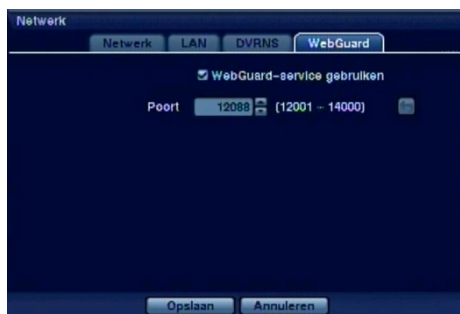 Netwerk
Netwerk LAN DVRNS WebGuard
WebGuard-service gebruiken
Poort 12088 (12001 ~ 14000)
Opslaan Annuleren